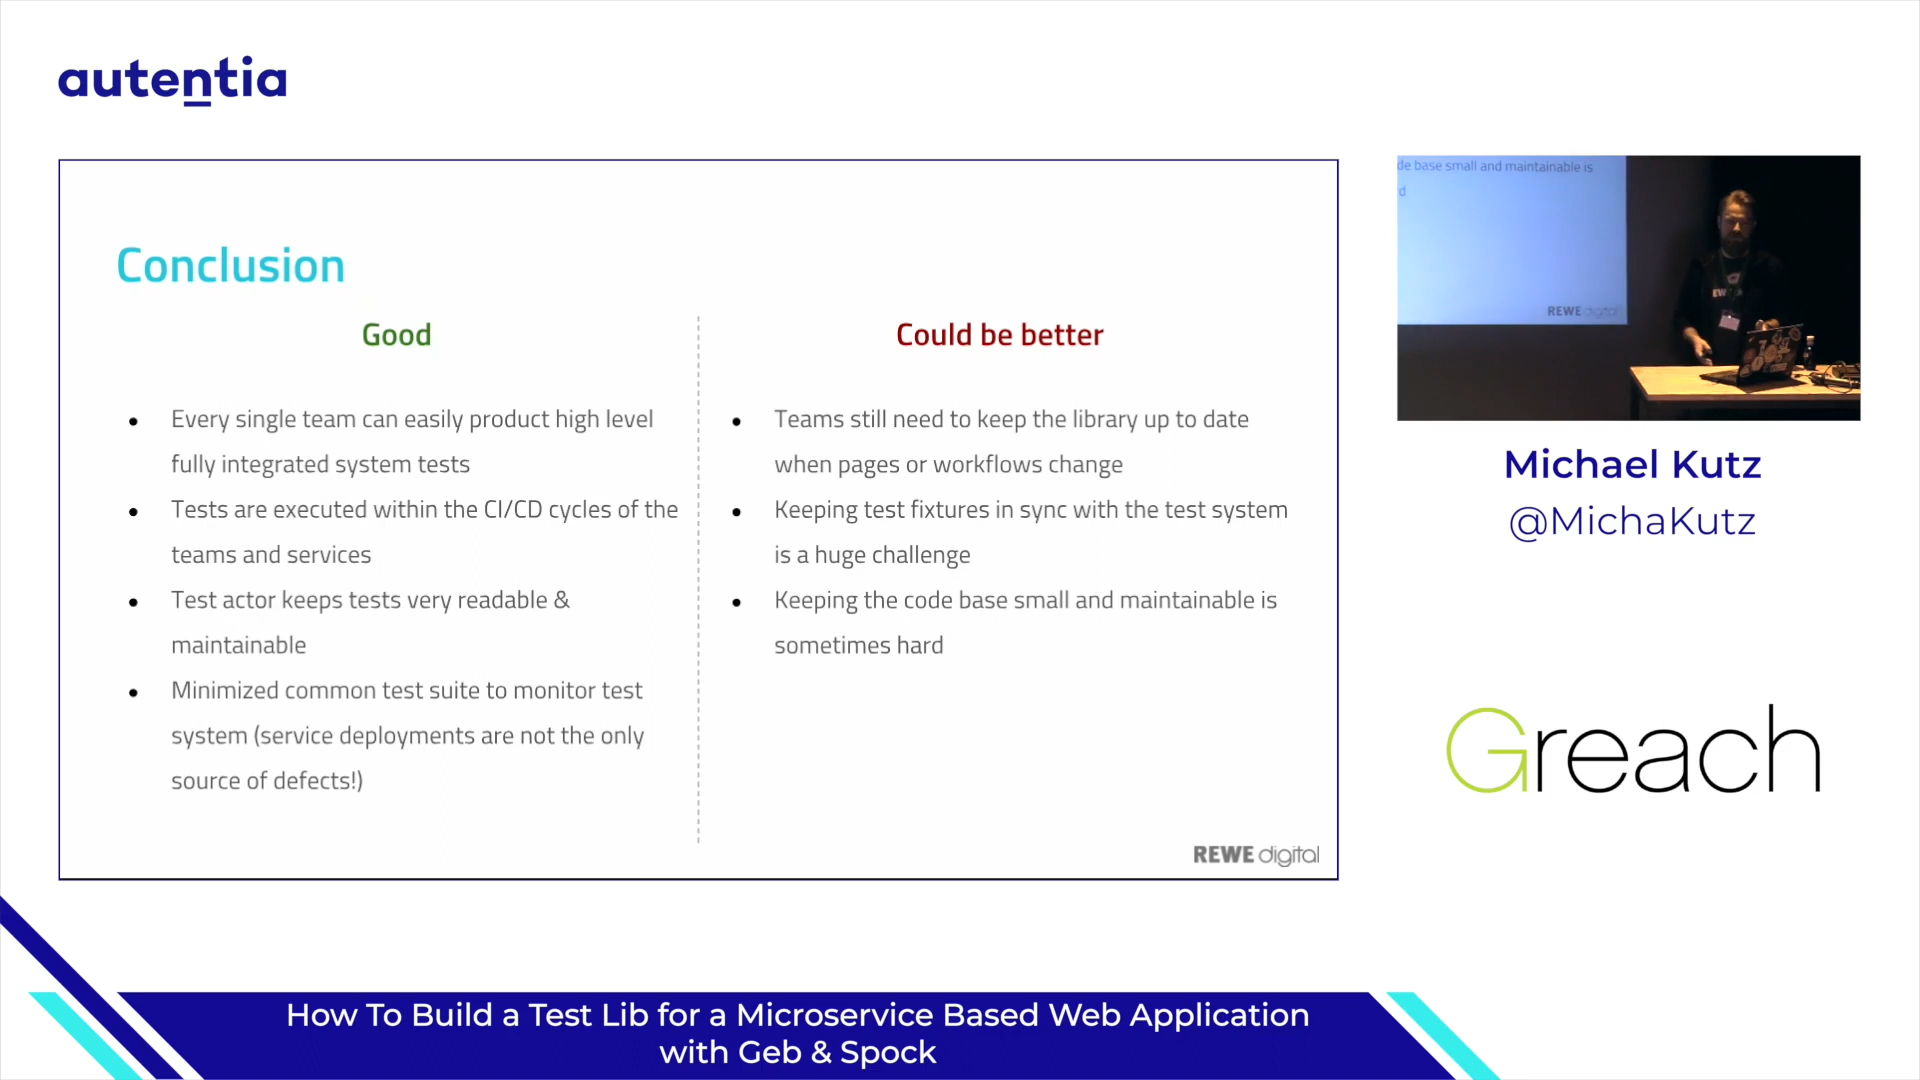 autentia
Conclusion
Good
Every single team can easily product high level
fully integrated system tests
Tests are executed within the CI/CD cycles of the
teams and services
Test actor keeps tests very readable &
maintainable
Minimized common test suite to monitor test
system (service deployments are not the only
source of defects!)
Could be better
Teams still need to keep the library up to date
when pages or workflows change
Keeping test fixtures in sync with the test system
is a huge challenge
Keeping the code base small and maintainable is
sometimes hard
REWE digital
de base small and maintainable is
d
REWE digital
Michael Kutz
@MichaKutz
Greach
How To Build a Test Lib for a Microservice Based Web Application
with Geb & Spock